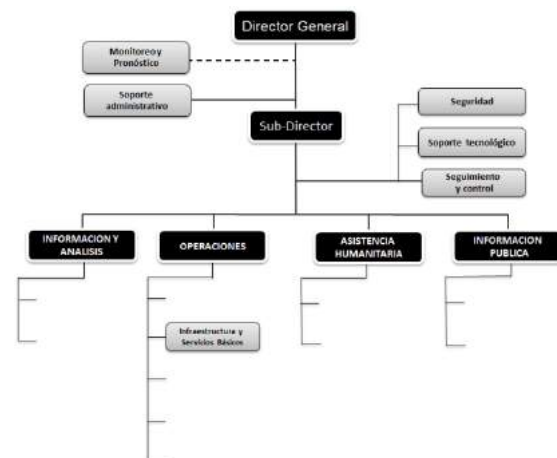 Director General
Monitoreo y
Pronóstico
Soporte
administrativo
Sub-Director
Seguridad
Soporte tecnológico
Seguimiento
y control
INFORMACION Y
ANALISIS
OPERACIONES
ASISTENCIA
HUMANITARIA
INFORMACION
PUBLICA
Infraestructura y
Servicios Básicos